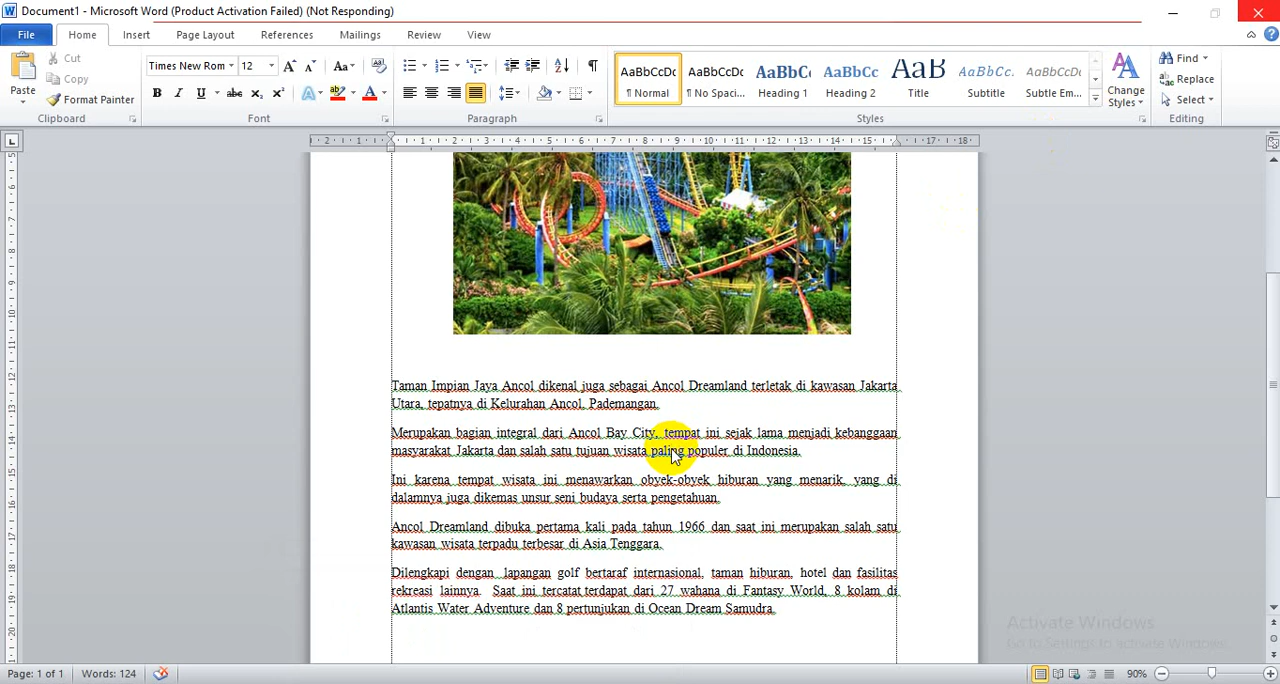 Document1 - Microsoft Word (Product Activation Failed) (Not Responding)
File Home Insert Page Layout References Mailings Review View
Paste
Cut
Copy
Format Painter
Clipboard
Times New Rom 12
Font
Paragraph
AaBbCcDc AaBbCcDc AaBbC AaBbCc AaB AaBbCc. AaBbCcDc
¶ Normal ¶ No Spac... Heading 1 Heading 2 Title Subtitle Subtle Em...
Change Styles
Styles
Find
Replace
Select
Editing
Taman Impian Jaya Ancol dikenal juga sebagai Ancol Dreamland terletak di kawasan Jakarta
Utara, tepatnya di Kelurahan Ancol, Pademangan.
Merupakan bagian integral dari Ancol Bay City, tempat ini sejak lama menjadi kebanggaan
masyarakat Jakarta dan salah satu tujuan wisata paling populer di Indonesia.
Ini karena tempat wisata ini menawarkan obyek-obyek hiburan yang menarik, yang di
dalamnya juga dikemas unsur seni budaya serta pengetahuan.
Ancol Dreamland dibuka pertama kali pada tahun 1966 dan saat ini merupakan salah satu
kawasan wisata terpadu terbesar di Asia Tenggara.
Dilengkapi dengan lapangan golf bertaraf internasional, taman hiburan, hotel dan fasilitas
rekreasi lainnya. Saat ini tercatat terdapat dari 27 wahana di Fantasy World, 8 kolam di
Atlantis Water Adventure dan 8 pertunjukan di Ocean Dream Samudra.
Activate Windows
Go to Settings to activate Windows.
Page: 1 of 1 Words: 124 90%